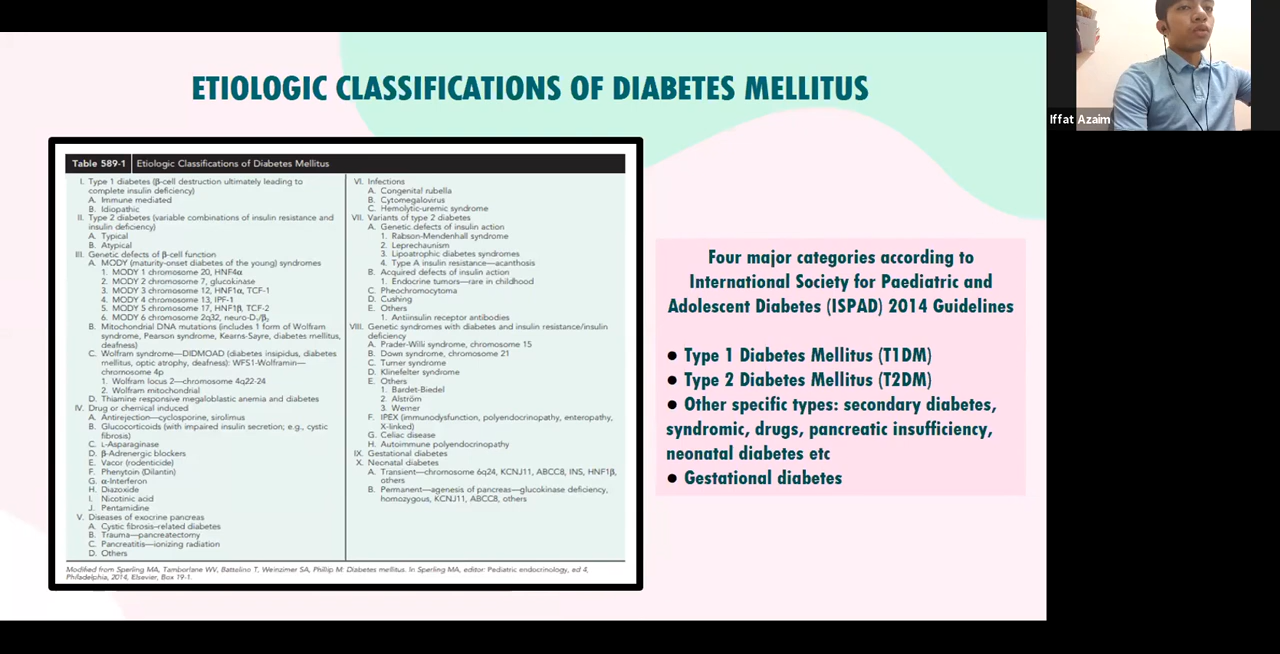 ETIOLOGIC CLASSIFICATIONS OF DIABETES MELLITUS
Table 589-1 Etiologic Classifications of Diabetes Mellitus
I. Type 1 diabetes (β-cell destruction ultimately leading to
complete insulin deficiency)
A. Immune mediated
B. Idiopathic
II. Type 2 diabetes (variable combinations of insulin resistance and
insulin deficiency)
A. Typical
B. Atypical
III. Genetic defects of β-cell function
A. MODY (maturity-onset diabetes of the young) syndromes
1. MODY 1 chromosome 20, HNF4α
2. MODY 2 chromosome 7, glucokinase
3. MODY 3 chromosome 12, HNF1α, TCF-1
4. MODY 4 chromosome 13, IPF-1
5. MODY 5 chromosome 17, HNF1β, TCF-2
6. MODY 6 chromosome 2q32, neuro-D₁/β₂
B. Mitochondrial DNA mutations (includes 1 form of Wolfram
syndrome, Pearson syndrome, Kearns-Sayre, diabetes mellitus,
deafness)
C. Wolfram syndrome—DIDMOAD (diabetes insipidus, diabetes
mellitus, optic atrophy, deafness): WFS1-Wolframin—
chromosome 4p
1. Wolfram locus 2—chromosome 4q22-24
2. Wolfram mitochondrial
D. Thiamine responsive megaloblastic anemia and diabetes
IV. Drug or chemical induced
A. Antirejection—cyclosporine, sirolimus
B. Glucocorticoids (with impaired insulin secretion; e.g., cystic
fibrosis)
C. L-Asparaginase
D. β-Adrenergic blockers
E. Vacor (rodenticide)
F. Phenytoin (Dilantin)
G. α-Interferon
H. Diazoxide
I. Nicotinic acid
J. Pentamidine
V. Diseases of exocrine pancreas
A. Cystic fibrosis–related diabetes
B. Trauma—pancreatectomy
C. Pancreatitis—ionizing radiation
D. Others
VI. Infections
A. Congenital rubella
B. Cytomegalovirus
C. Hemolytic-uremic syndrome
VII. Variants of type 2 diabetes
A. Genetic defects of insulin action
1. Rabson-Mendenhall syndrome
2. Leprechaunism
3. Lipoatrophic diabetes syndromes
4. Type A insulin resistance—acanthosis
B. Acquired defects of insulin action
1. Endocrine tumors—rare in childhood
C. Pheochromocytoma
D. Cushing
E. Others
1. Antiinsulin receptor antibodies
VIII. Genetic syndromes with diabetes and insulin resistance/insulin
deficiency
A. Prader-Willi syndrome, chromosome 15
B. Down syndrome, chromosome 21
C. Turner syndrome
D. Klinefelter syndrome
E. Others
1. Bardet-Biedel
2. Alström
3. Werner
F. IPEX (immunodysfunction, polyendocrinopathy, enteropathy,
X-linked)
G. Celiac disease
H. Autoimmune polyendocrinopathy
IX. Gestational diabetes
X. Neonatal diabetes
A. Transient—chromosome 6q24, KCNJ11, ABCC8, INS, HNF1β,
others
B. Permanent—agenesis of pancreas—glucokinase deficiency,
homozygous, KCNJ11, ABCC8, others
Modified from Sperling MA, Tamborlane WV, Battelino T, Weinzimer SA, Phillip M: Diabetes mellitus. In Sperling MA, editor: Pediatric endocrinology, ed 4,
Philadelphia, 2014, Elsevier, Box 19-1.
Four major categories according to
International Society for Paediatric and
Adolescent Diabetes (ISPAD) 2014 Guidelines
● Type 1 Diabetes Mellitus (T1DM)
● Type 2 Diabetes Mellitus (T2DM)
● Other specific types: secondary diabetes,
syndromic, drugs, pancreatic insufficiency,
neonatal diabetes etc
● Gestational diabetes
Iffat Azaim